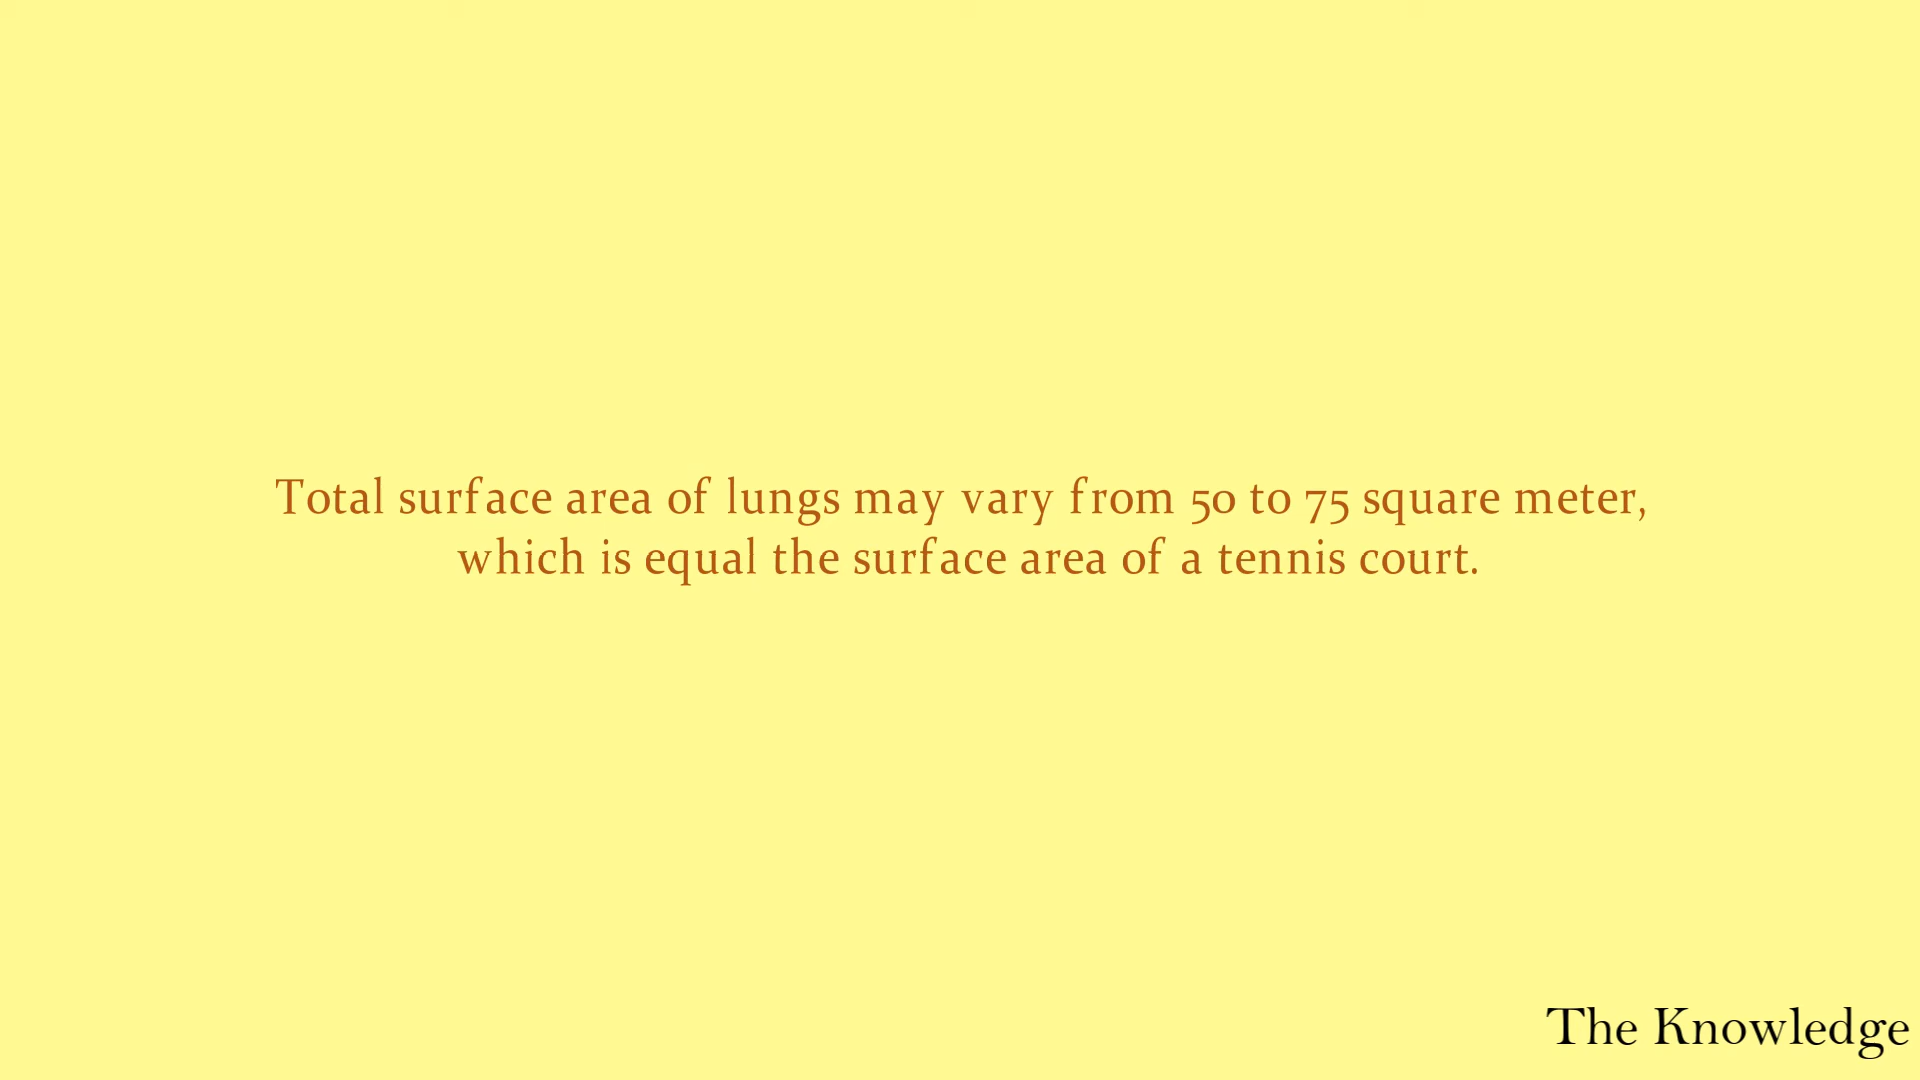 Total surface area of lungs may vary from 50 to 75 square meter,
which is equal the surface area of a tennis court.
The Knowledge